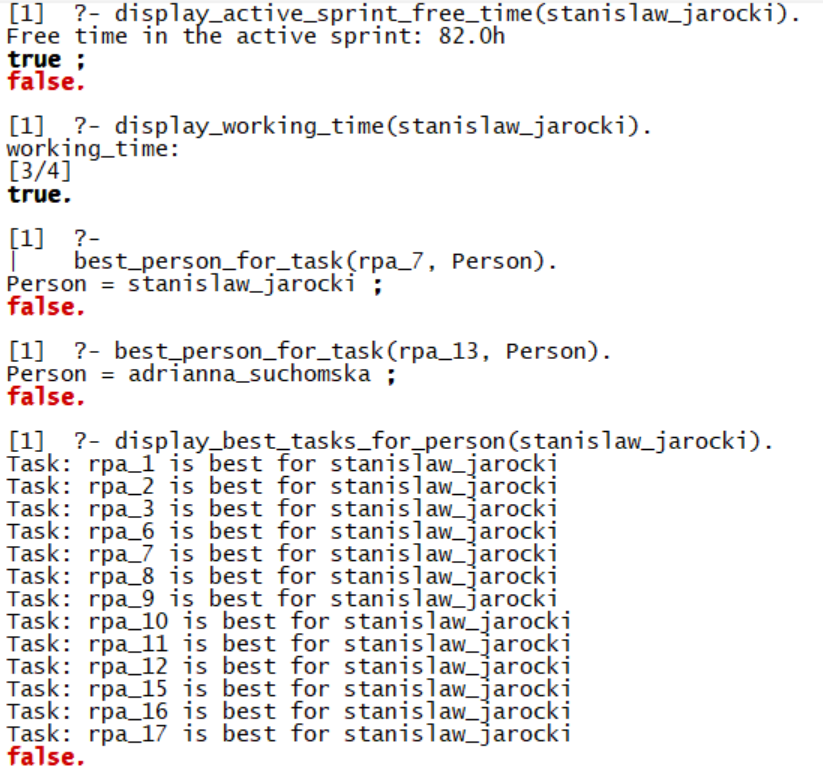 [1]  ?- display_active_sprint_free_time(stanislaw_jarocki).
Free time in the active sprint: 82.0h
true ;
false.

[1]  ?- display_working_time(stanislaw_jarocki).
working_time:
[3/4]
true.

[1]  ?-
|    best_person_for_task(rpa_7, Person).
Person = stanislaw_jarocki ;
false.

[1]  ?- best_person_for_task(rpa_13, Person).
Person = adrianna_suchomska ;
false.

[1]  ?- display_best_tasks_for_person(stanislaw_jarocki).
Task: rpa_1 is best for stanislaw_jarocki
Task: rpa_2 is best for stanislaw_jarocki
Task: rpa_3 is best for stanislaw_jarocki
Task: rpa_6 is best for stanislaw_jarocki
Task: rpa_7 is best for stanislaw_jarocki
Task: rpa_8 is best for stanislaw_jarocki
Task: rpa_9 is best for stanislaw_jarocki
Task: rpa_10 is best for stanislaw_jarocki
Task: rpa_11 is best for stanislaw_jarocki
Task: rpa_12 is best for stanislaw_jarocki
Task: rpa_15 is best for stanislaw_jarocki
Task: rpa_16 is best for stanislaw_jarocki
Task: rpa_17 is best for stanislaw_jarocki
false.